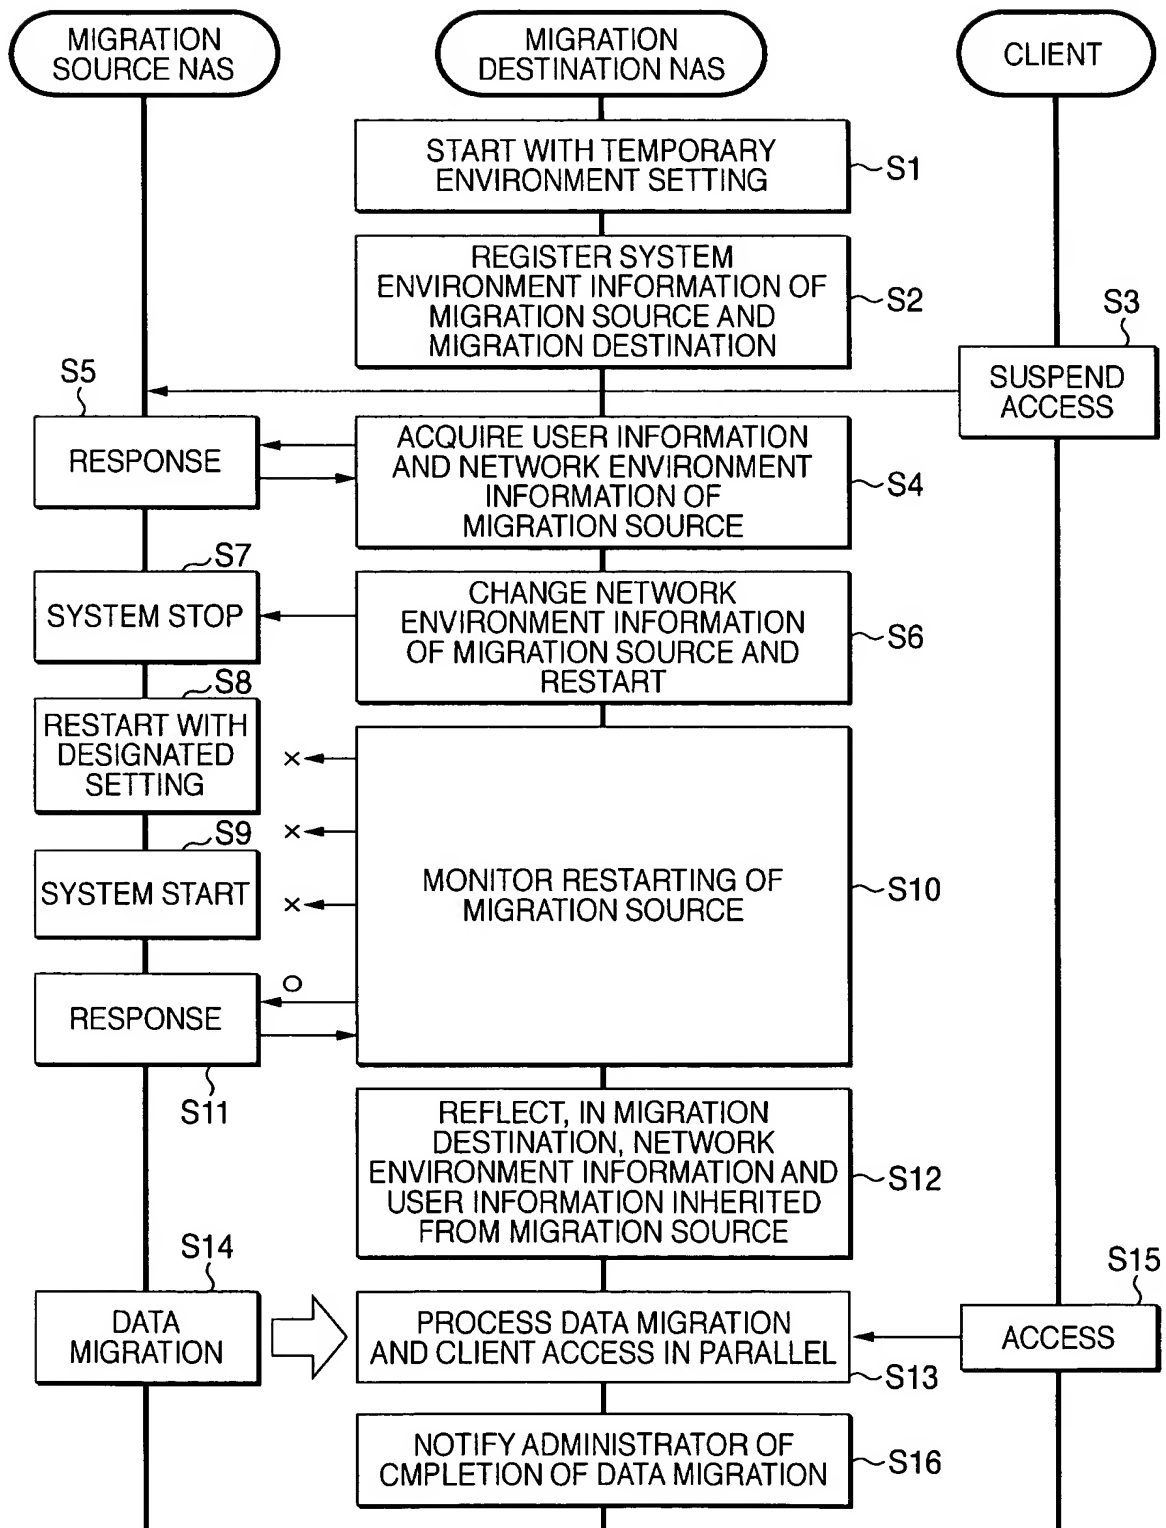 MIGRATION
SOURCE NAS
MIGRATION
DESTINATION NAS
CLIENT
START WITH TEMPORARY
ENVIRONMENT SETTING
S1
REGISTER SYSTEM
ENVIRONMENT INFORMATION OF
MIGRATION SOURCE AND
MIGRATION DESTINATION
S2
S3
SUSPEND
ACCESS
S5
RESPONSE
ACQUIRE USER INFORMATION
AND NETWORK ENVIRONMENT
INFORMATION OF
MIGRATION SOURCE
S4
S7
SYSTEM STOP
CHANGE NETWORK
ENVIRONMENT INFORMATION
OF MIGRATION SOURCE AND
RESTART
S6
S8
RESTART WITH
DESIGNATED
SETTING
×
×
×
S9
SYSTEM START
MONITOR RESTARTING OF
MIGRATION SOURCE
S10
O
RESPONSE
S11
REFLECT, IN MIGRATION
DESTINATION, NETWORK
ENVIRONMENT INFORMATION AND
USER INFORMATION INHERITED
FROM MIGRATION SOURCE
S12
S14
DATA
MIGRATION
PROCESS DATA MIGRATION
AND CLIENT ACCESS IN PARALLEL
S13
S15
ACCESS
NOTIFY ADMINISTRATOR OF
CMPLETION OF DATA MIGRATION
S16